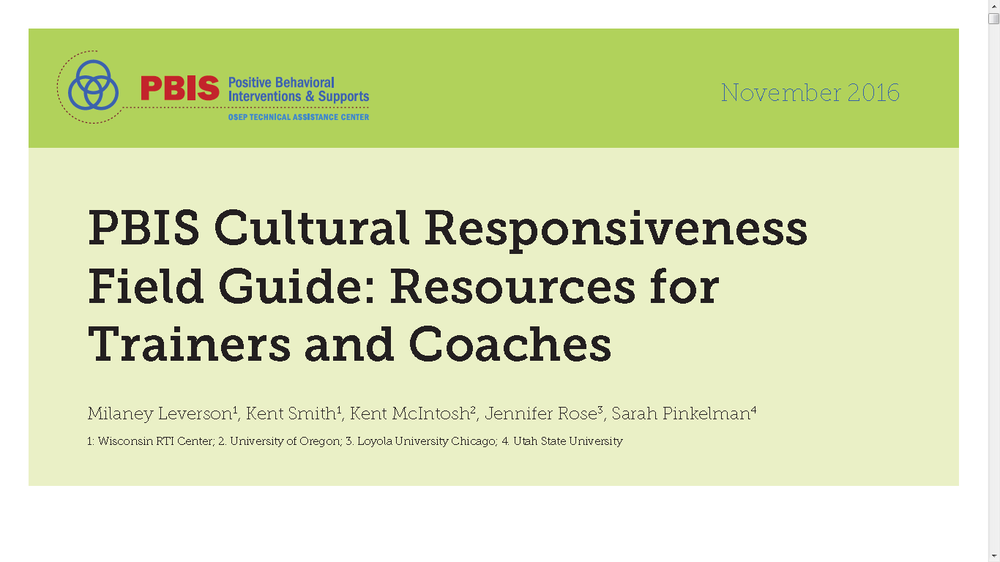 PBIS Positive Behavioral
Interventions & Supports
OSEP TECHNICAL ASSISTANCE CENTER
November 2016
PBIS Cultural Responsiveness
Field Guide: Resources for
Trainers and Coaches
Milaney Leverson¹, Kent Smith¹, Kent McIntosh², Jennifer Rose³, Sarah Pinkelman⁴
1: Wisconsin RTI Center; 2. University of Oregon; 3. Loyola University Chicago; 4. Utah State University